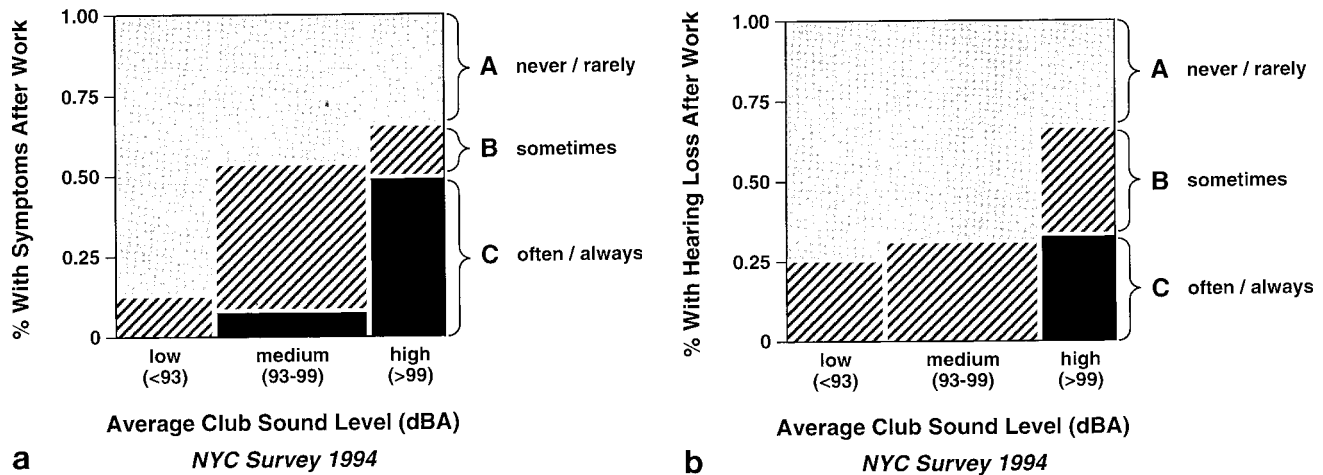 % With Symptoms After Work
1.00
0.75
0.50
0.25
0
A never / rarely
B sometimes
C often / always
low medium high
(<93) (93-99) (>99)
Average Club Sound Level (dBA)
a NYC Survey 1994
% With Hearing Loss After Work
1.00
0.75
0.50
0.25
0
A never / rarely
B sometimes
C often / always
low medium high
(<93) (93-99) (>99)
Average Club Sound Level (dBA)
b NYC Survey 1994